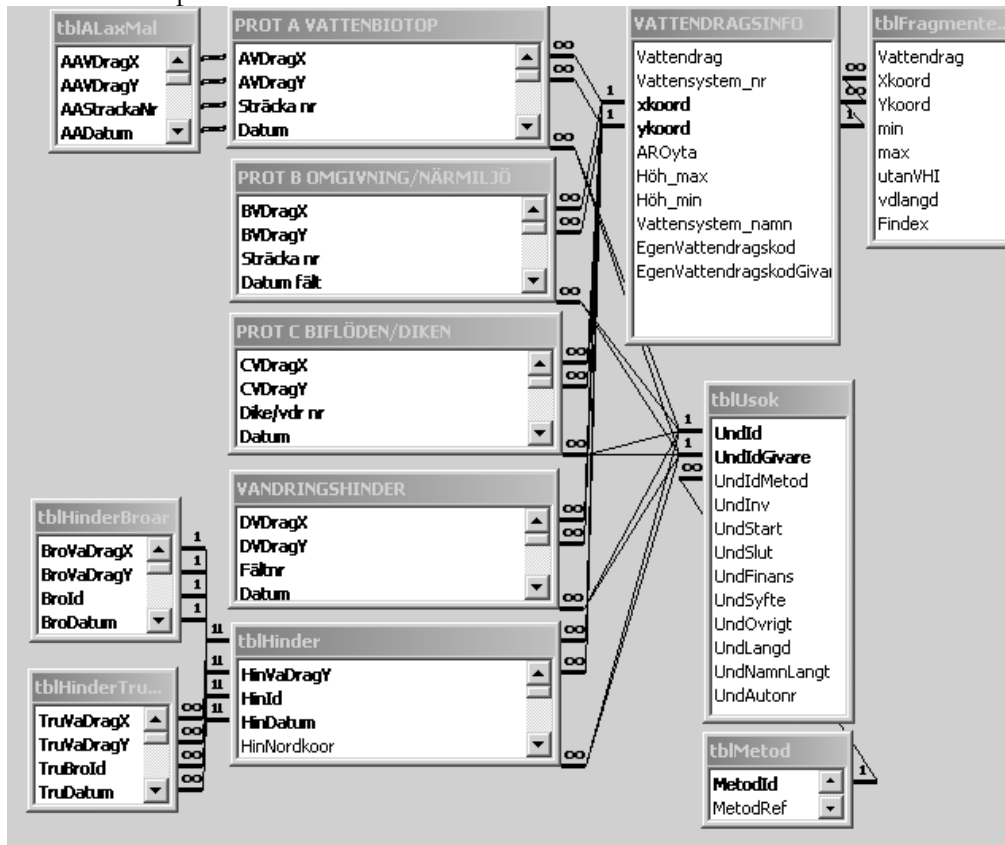 tblALaxMal
AAVDragX
AAVDragY
AAStrackaNr
AADatum
PROT A VATTENBIOTOP
AVDragX
AVDragY
Sträcka nr
Datum
PROT B OMGIVNING/NÄRMILJÖ
BVDragX
BVDragY
Sträcka nr
Datum fält
PROT C BIFLÖDEN/DIKEN
CVDragX
CVDragY
Dike/vdr nr
Datum
VANDRINGSHINDER
DVDragX
DVDragY
Fältnr
Datum
tblHinderBroar
BroVaDragX
BroVaDragY
BroId
BroDatum
tblHinderTru...
TruVaDragX
TruVaDragY
TruBroId
TruDatum
tblHinder
HinVaDragY
HinId
HinDatum
HinNordkoor
VATTENDRAGSINFO
Vattendrag
Vattensystem_nr
xkoord
ykoord
AROyta
Höh_max
Höh_min
Vattensystem_namn
EgenVattendragskod
EgenVattendragskodGivar
tblFragmente...
Vattendrag
Xkoord
Ykoord
min
max
utanVHI
vdlangd
Findex
tblUsok
UndId
UndIdGivare
UndIdMetod
UndInv
UndStart
UndSlut
UndFinans
UndSyfte
UndOvrigt
UndLangd
UndNamnLangt
UndAutonr
tblMetod
MetodId
MetodRef